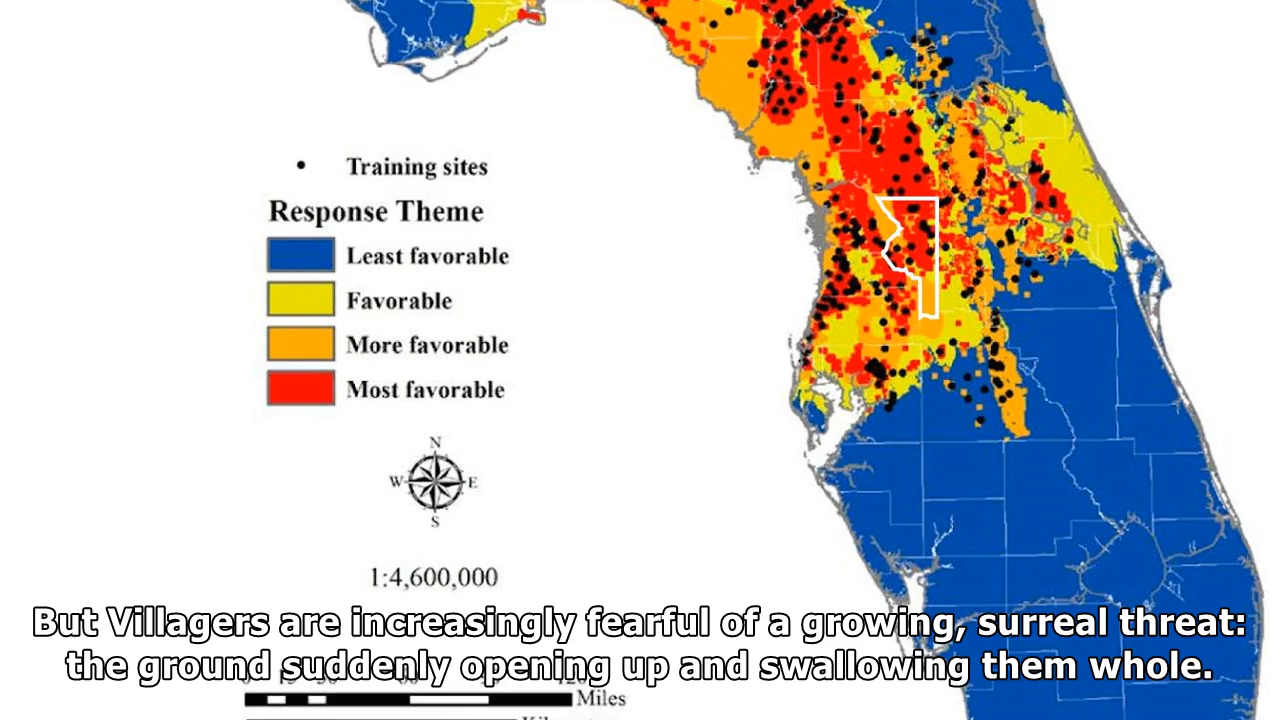 Training sites
Response Theme
Least favorable
Favorable
More favorable
Most favorable
N
W E
S
1:4,600,000
But Villagers are increasingly fearful of a growing, surreal threat:
the ground suddenly opening up and swallowing them whole.
Miles